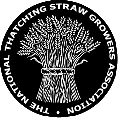 THE NATIONAL THATCHING STRAW GROWERS ASSOCIATION